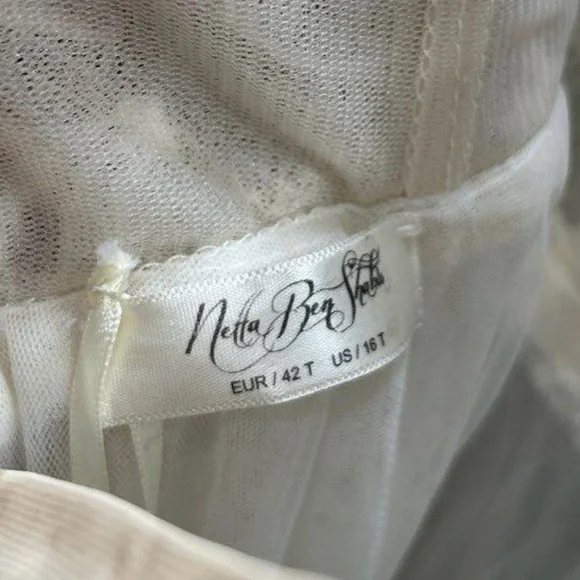 Netta Ben Shabu
EUR / 42 T US / 16 T